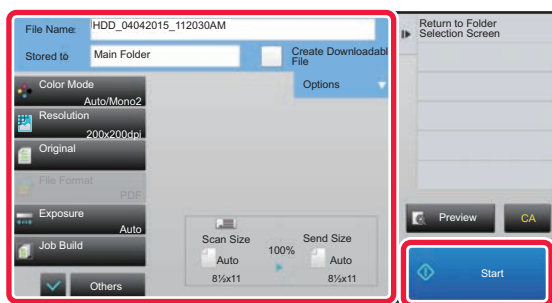 File Name:
HDD_04042015_112030AM
Stored to
Main Folder
Create Downloadabl
File
Options
Color Mode
Auto/Mono2
Resolution
200x200dpi
Original
File Format
PDF
Exposure
Auto
Job Build
Others
Scan Size
100%
Send Size
Auto
Auto
8½x11
8½x11
Return to Folder
Selection Screen
Preview
CA
Start